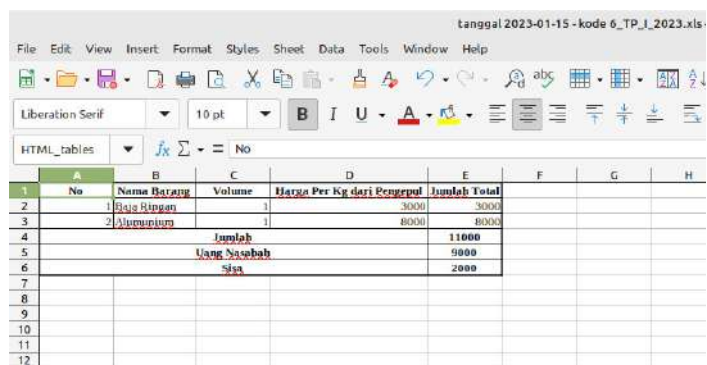 tanggal 2023-01-15 - kode 6_TP_I_2023.xls -
File Edit View Insert Format Styles Sheet Data Tools Window Help
Liberation Serif 10 pt B I U A
HTML_tables fx Σ = No
A B C D E F G H
1 No Nama Barang Volume Harga Per Kg dari Pengepul Jumlah Total
2 1 Baja Ringan 1 3000 3000
3 2 Alumunium 1 8000 8000
4 Jumlah 11000
5 Uang Nasabah 9000
6 Sisa 2000
7
8
9
10
11
12